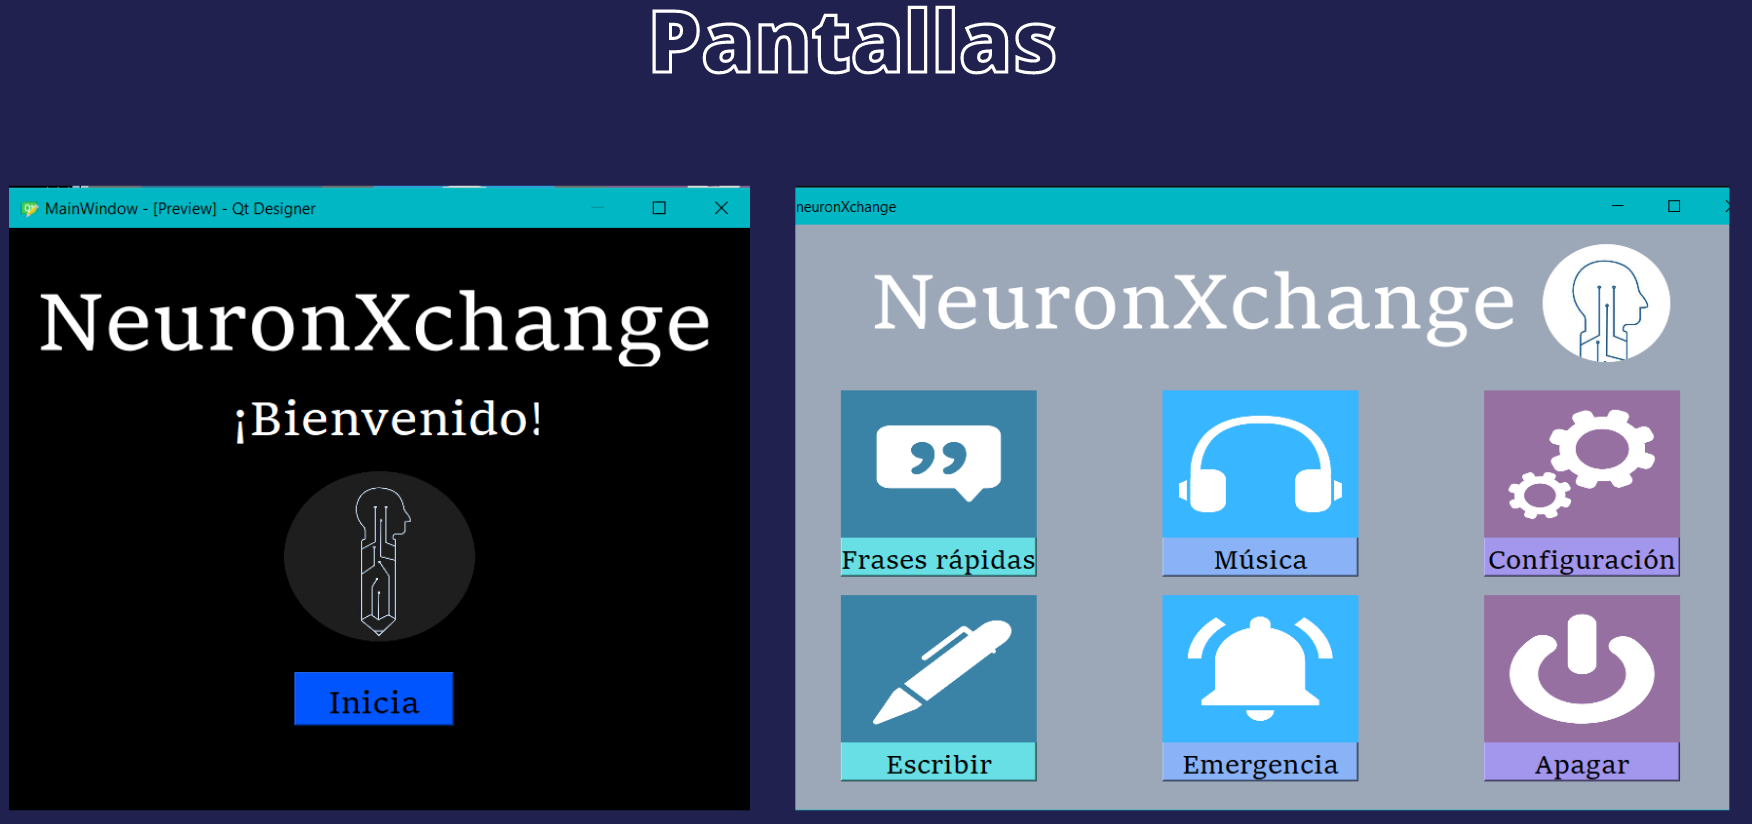 Pantallas
MainWindow - [Preview] - Qt Designer
NeuronXchange
¡Bienvenido!
Inicia
neuronXchange
NeuronXchange
Frases rápidas
Música
Configuración
Escribir
Emergencia
Apagar